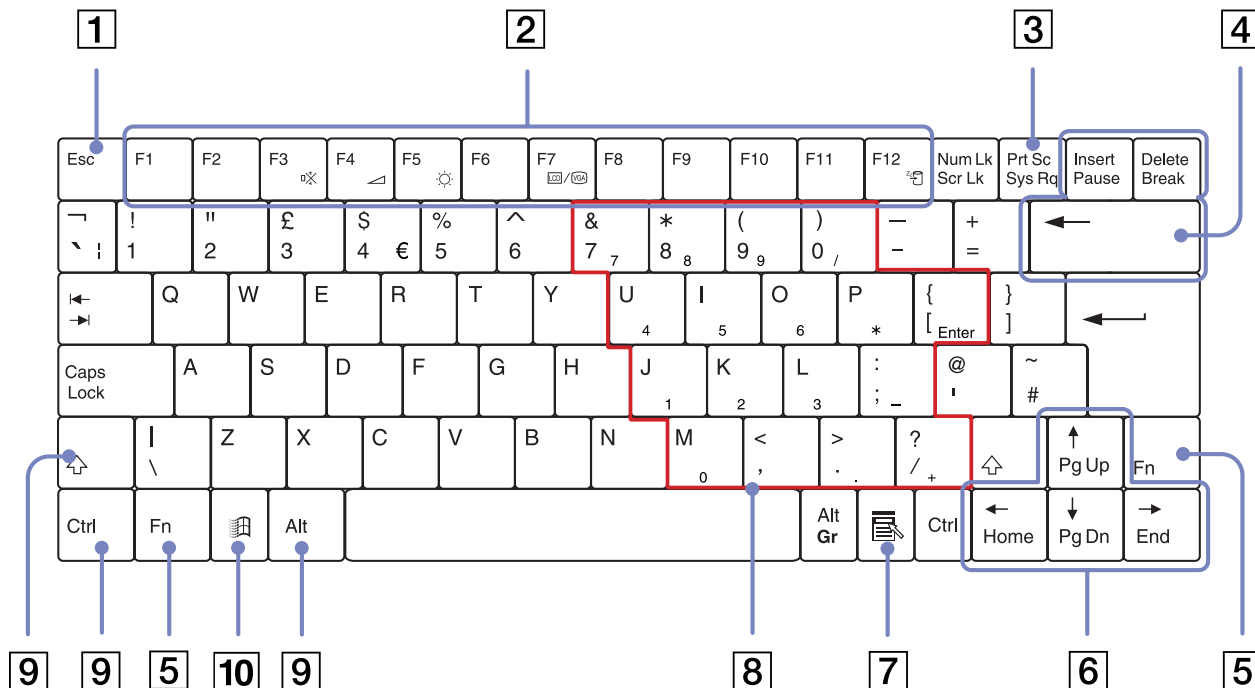 1 2 3 4
Esc F1 F2 F3 F4 F5 F6 F7 F8 F9 F10 F11 F12 Num Lk Prt Sc Insert Delete
LCD/VGA Zz Scr Lk Sys Rq Pause Break
¬ ! " £ $ % ^ & * ( ) — +
` ¦ 1 2 3 4 € 5 6 7 7 8 8 9 9 0 / - =
Q W E R T Y U I O P { }
4 5 6 * [ Enter ]
Caps A S D F G H J K L : @ ~
Lock 1 2 3 ; - ' #
| Z X C V B N M < > ?
\ 0 , . . / + Pg Up Fn
Ctrl Fn Alt Alt Ctrl
Gr Home Pg Dn End
9 9 5 10 9 8 7 6 5